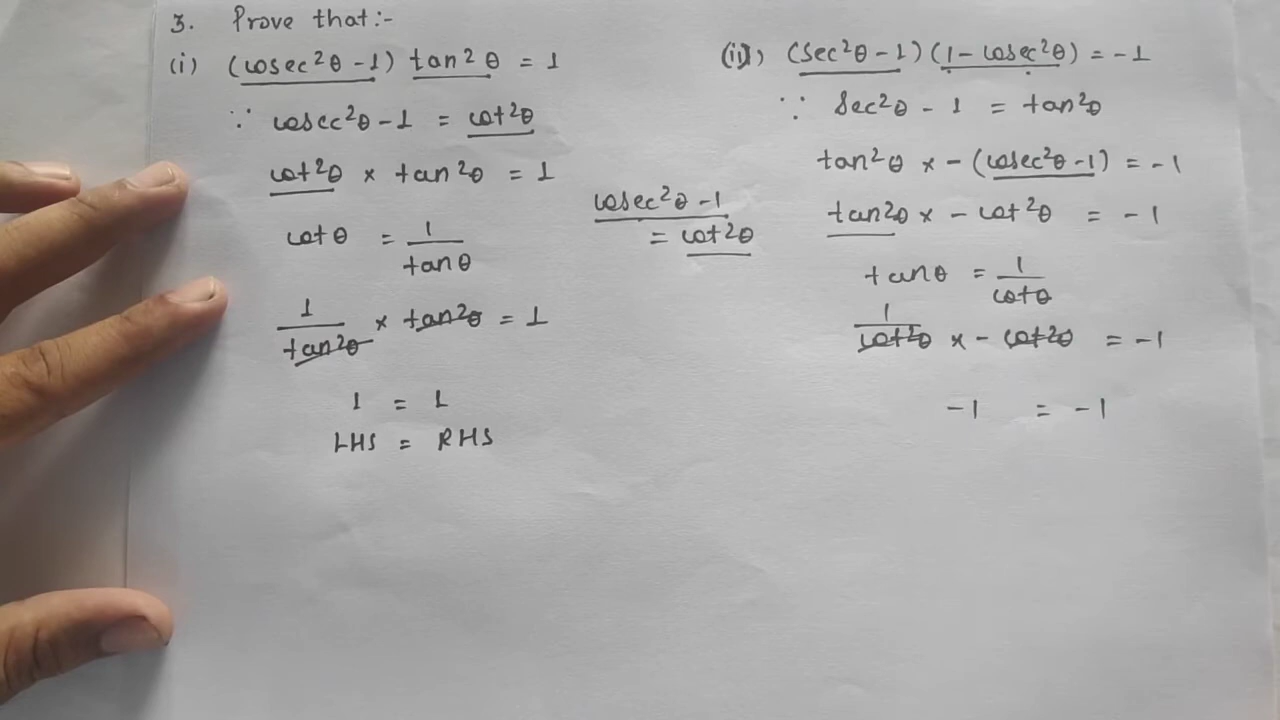 3. Prove that:-
(i) (cosec²θ - 1) tan²θ = 1
∵ cosec²θ - 1 = cot²θ
cot²θ × tan²θ = 1
cot θ = 1/tan θ
1/tan²θ × tan²θ = 1
1 = 1
LHS = RHS
cosec²θ - 1
= cot²θ
(ii) (sec²θ - 1) (1 - cosec²θ) = -1
∵ sec²θ - 1 = tan²θ
tan²θ × - (cosec²θ - 1) = -1
tan²θ × - cot²θ = -1
tanθ = 1/cotθ
1/cot²θ × - cot²θ = -1
-1 = -1